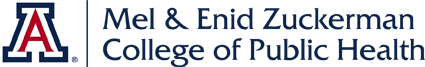 A®
Mel & Enid Zuckerman
College of Public Health